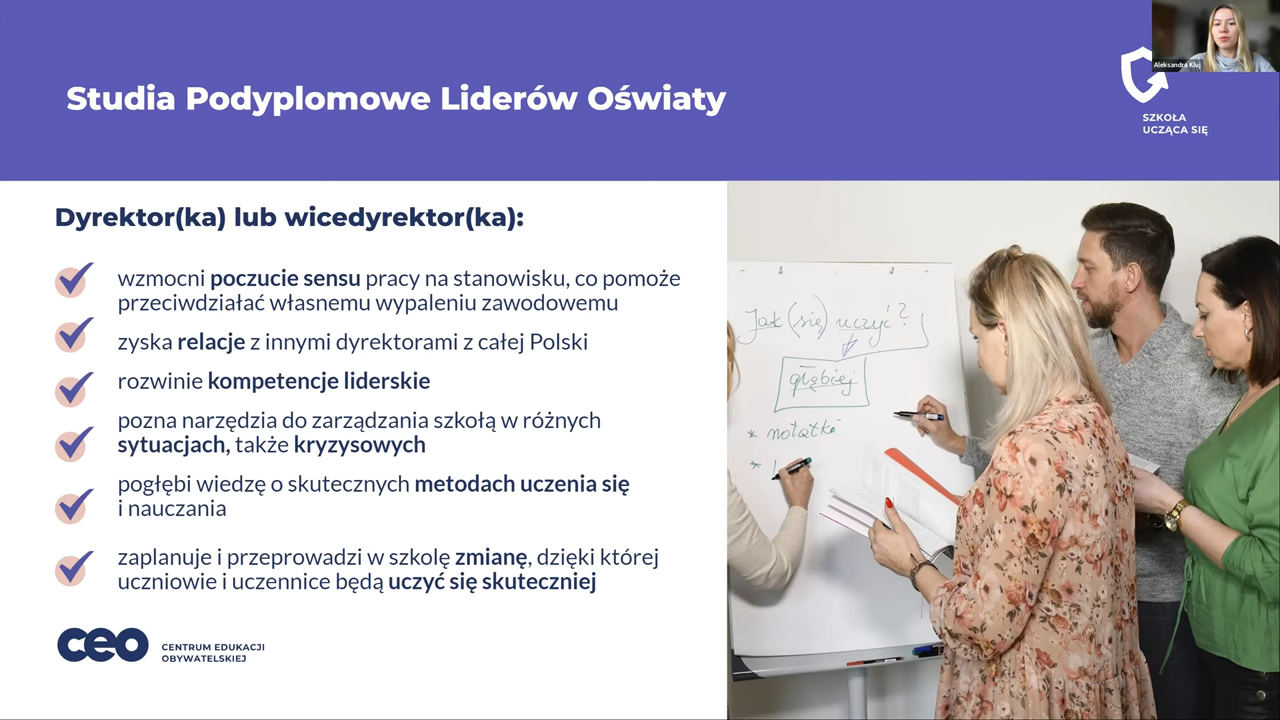 Aleksandra Kluj
Studia Podyplomowe Liderów Oświaty
SZKOŁA
UCZĄCA SIĘ
Dyrektor(ka) lub wicedyrektor(ka):
wzmocni poczucie sensu pracy na stanowisku, co pomoże
przeciwdziałać własnemu wypaleniu zawodowemu
zyska relacje z innymi dyrektorami z całej Polski
rozwinie kompetencje liderskie
pozna narzędzia do zarządzania szkołą w różnych
sytuacjach, także kryzysowych
pogłębi wiedzę o skutecznych metodach uczenia się
i nauczania
zaplanuje i przeprowadzi w szkolę zmianę, dzięki której
uczniowie i uczennice będą uczyć się skuteczniej
ceo
CENTRUM EDUKACJI
OBYWATELSKIEJ
Jak (się) uczyć?
głębiej
* notatki
*